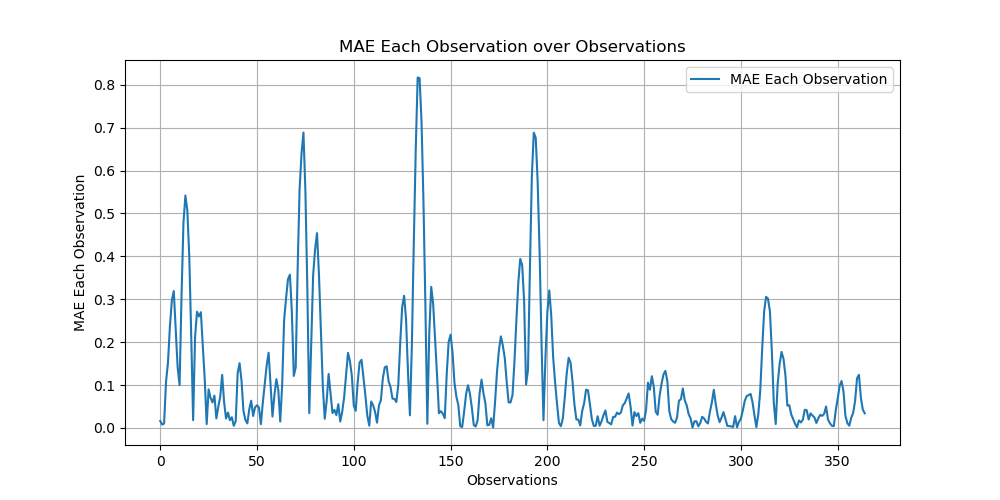 MAE Each Observation over Observations
MAE Each Observation
0.8
0.7
0.6
0.5
0.4
0.3
0.2
0.1
0.0
MAE Each Observation
0 50 100 150 200 250 300 350
Observations